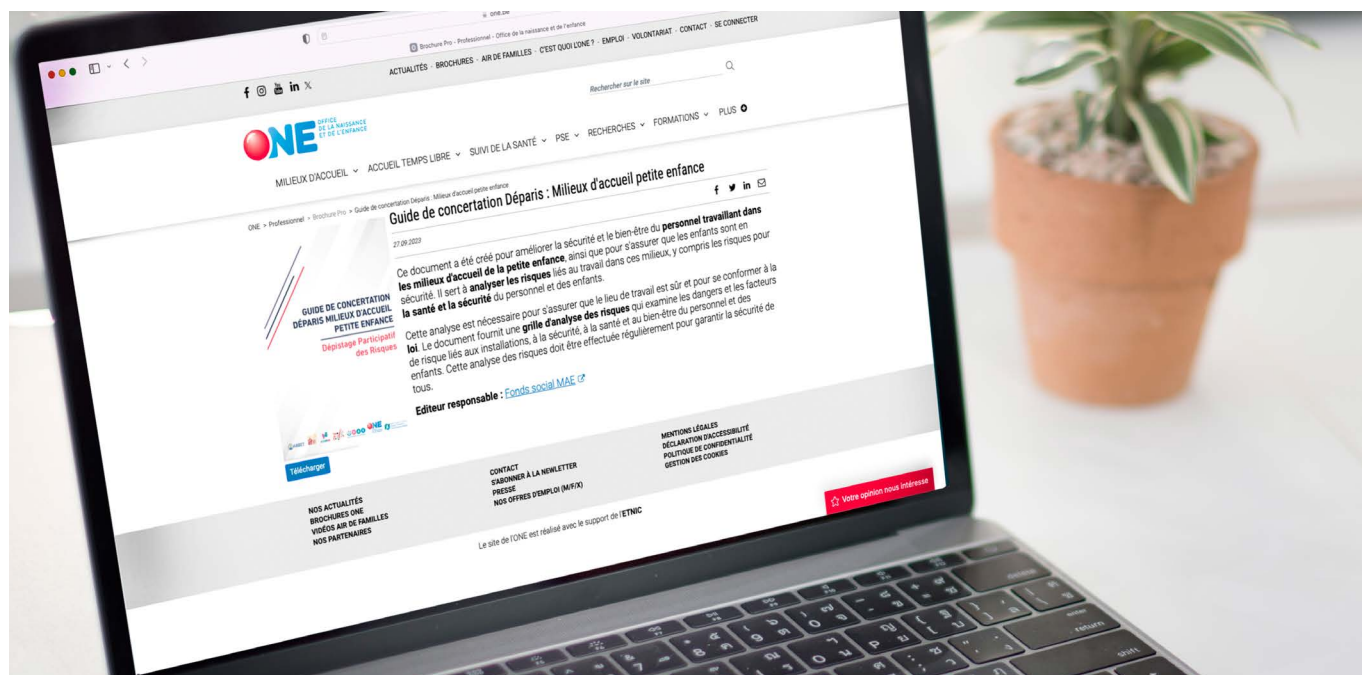 one.be
Brochure Pro - Professionnel - Office de la naissance et de l'enfance
ACTUALITÉS - BROCHURES - AIR DE FAMILLES - C'EST QUOI L'ONE ? - EMPLOI - VOLONTARIAT - CONTACT - SE CONNECTER
Rechercher sur le site
ONE OFFICE
DE LA NAISSANCE
ET DE L'ENFANCE
MILIEUX D'ACCUEIL ACCUEIL TEMPS LIBRE SUIVI DE LA SANTÉ PSE RECHERCHES FORMATIONS PLUS
ONE > Professionnel > Brochure Pro > Guide de concertation Déparis : Milieux d'accueil petite enfance
Guide de concertation Déparis : Milieux d'accueil petite enfance
27.09.2023
Ce document a été créé pour améliorer la sécurité et le bien-être du personnel travaillant dans
les milieux d'accueil de la petite enfance, ainsi que pour s'assurer que les enfants sont en
sécurité. Il sert à analyser les risques liés au travail dans ces milieux, y compris les risques pour
la santé et la sécurité du personnel et des enfants.
Cette analyse est nécessaire pour s'assurer que le lieu de travail est sûr et pour se conformer à la
loi. Le document fournit une grille d'analyse des risques qui examine les dangers et les facteurs
de risque liés aux installations, à la sécurité, à la santé et au bien-être du personnel et des
enfants. Cette analyse des risques doit être effectuée régulièrement pour garantir la sécurité de
tous.
Editeur responsable : Fonds social MAE
GUIDE DE CONCERTATION
DÉPARIS MILIEUX D'ACCUEIL
PETITE ENFANCE
Dépistage Participatif
des Risques
ONE
Télécharger
NOS ACTUALITÉS
BROCHURES ONE
VIDÉOS AIR DE FAMILLES
NOS PARTENAIRES
CONTACT
S'ABONNER À LA NEWLETTER
PRESSE
NOS OFFRES D'EMPLOI (M/F/X)
MENTIONS LÉGALES
DÉCLARATION D'ACCESSIBILITÉ
POLITIQUE DE CONFIDENTIALITÉ
GESTION DES COOKIES
Votre opinion nous intéresse
Le site de l'ONE est réalisé avec le support de l'ETNIC
delete
enter
return
shift